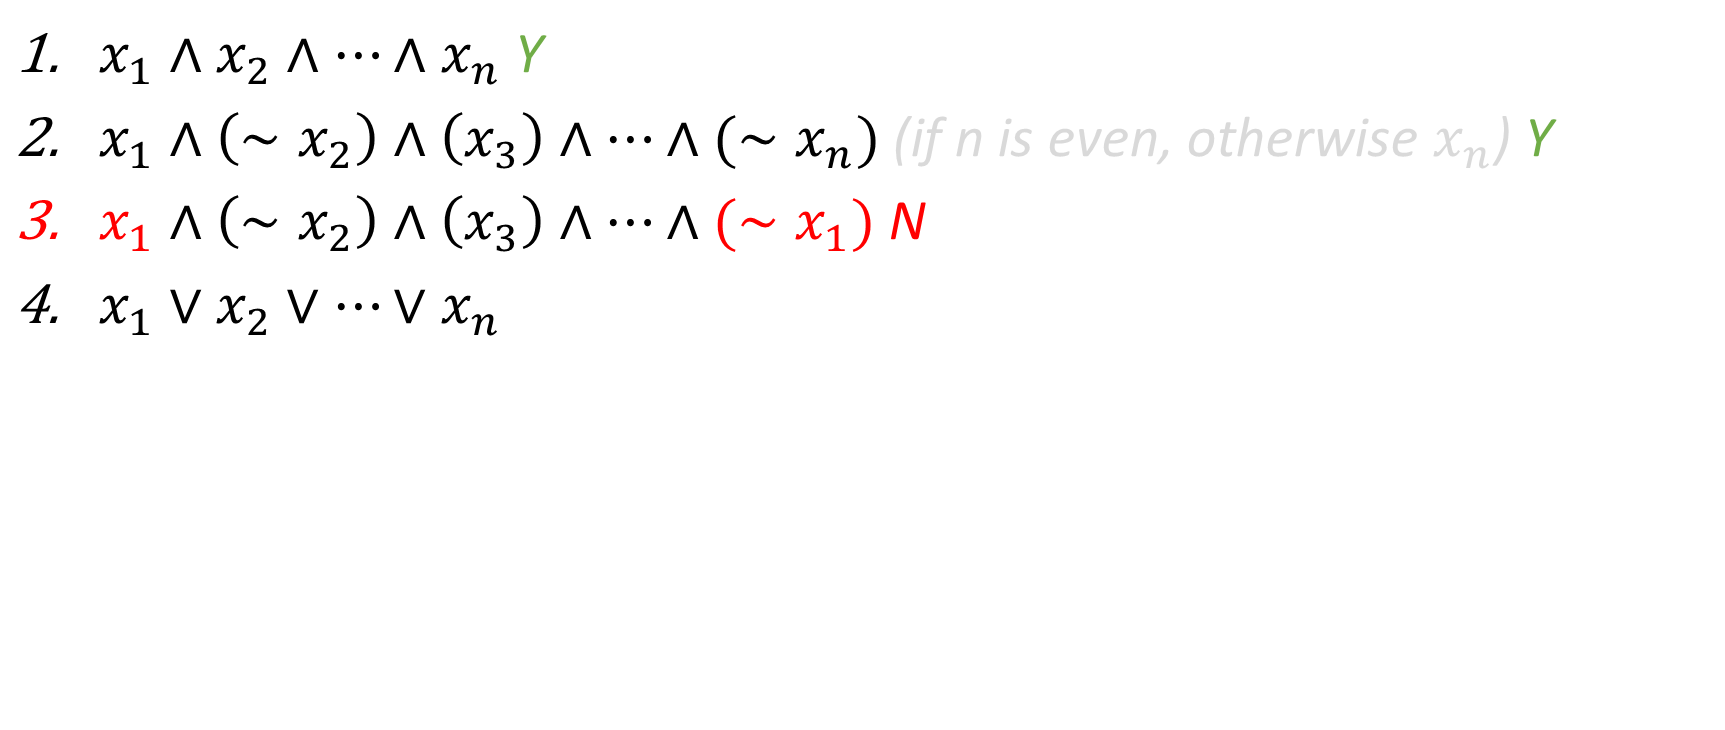 1. x₁ ∧ x₂ ∧ ⋯ ∧ xₙ Y
2. x₁ ∧ (~ x₂) ∧ (x₃) ∧ ⋯ ∧ (~ xₙ) (if n is even, otherwise xₙ) Y
3. x₁ ∧ (~ x₂) ∧ (x₃) ∧ ⋯ ∧ (~ x₁) N
4. x₁ ∨ x₂ ∨ ⋯ ∨ xₙ